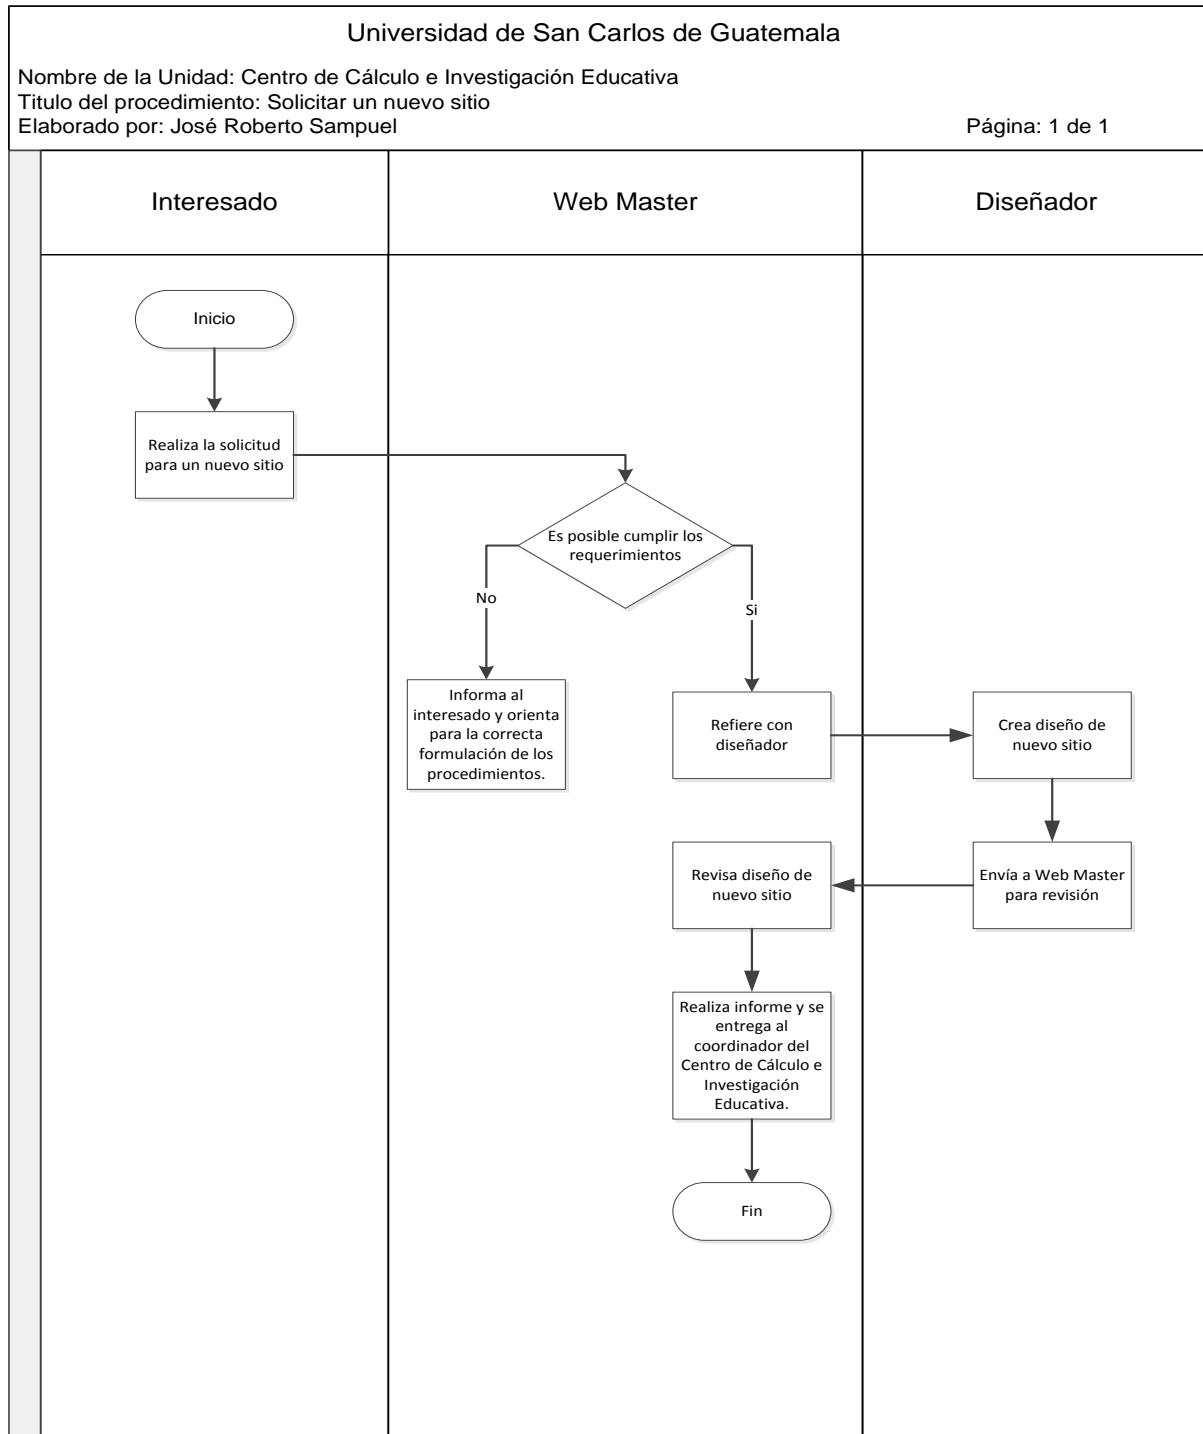 Universidad de San Carlos de Guatemala
Nombre de la Unidad: Centro de Cálculo e Investigación Educativa
Titulo del procedimiento: Solicitar un nuevo sitio
Elaborado por: José Roberto Sampuel
Página: 1 de 1
Interesado
Web Master
Diseñador
Inicio
Realiza la solicitud
para un nuevo sitio
Es posible cumplir los
requerimientos
No
Si
Informa al
interesado y orienta
para la correcta
formulación de los
procedimientos.
Refiere con
diseñador
Crea diseño de
nuevo sitio
Revisa diseño de
nuevo sitio
Envía a Web Master
para revisión
Realiza informe y se
entrega al
coordinador del
Centro de Cálculo e
Investigación
Educativa.
Fin